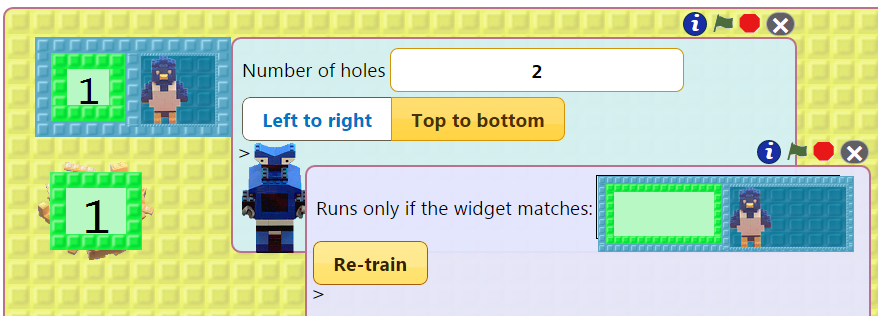 1
Number of holes 2
Left to right Top to bottom
>
1
Runs only if the widget matches:
Re-train
>